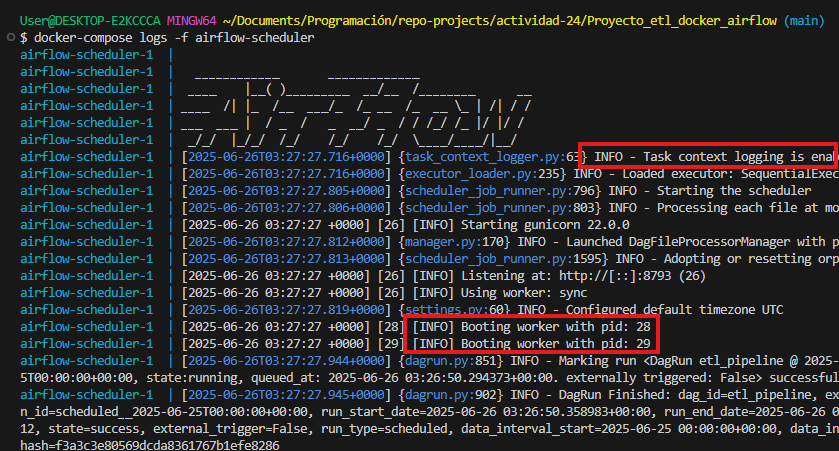 User@DESKTOP-E2KCCCA MINGW64 ~/Documents/Programación/repo-projects/actividad-24/Proyecto_etl_docker_airflow (main)
$ docker-compose logs -f airflow-scheduler
airflow-scheduler-1  |
airflow-scheduler-1  |   ____________       _____________
airflow-scheduler-1  |  ____    |__( )_________  __/__  /________      __
airflow-scheduler-1  | ____  /| |_  /__  ___/_  /_ __  /_  __ \_ | /| / /
airflow-scheduler-1  | ___  ___ |  / _  /   _  __/ _  / / /_/ /_ |/ |/ /
airflow-scheduler-1  |  _/_/  |_/_/  /_/    /_/    /_/  \____/____/|__/
airflow-scheduler-1  | [2025-06-26T03:27:27.716+0000] {task_context_logger.py:63} INFO - Task context logging is enab
airflow-scheduler-1  | [2025-06-26T03:27:27.716+0000] {executor_loader.py:235} INFO - Loaded executor: SequentialExec
airflow-scheduler-1  | [2025-06-26T03:27:27.805+0000] {scheduler_job_runner.py:796} INFO - Starting the scheduler
airflow-scheduler-1  | [2025-06-26T03:27:27.806+0000] {scheduler_job_runner.py:803} INFO - Processing each file at mo
airflow-scheduler-1  | [2025-06-26 03:27:27 +0000] [26] [INFO] Starting gunicorn 22.0.0
airflow-scheduler-1  | [2025-06-26T03:27:27.812+0000] {manager.py:170} INFO - Launched DagFileProcessorManager with p
airflow-scheduler-1  | [2025-06-26T03:27:27.813+0000] {scheduler_job_runner.py:1595} INFO - Adopting or resetting orp
airflow-scheduler-1  | [2025-06-26 03:27:27 +0000] [26] [INFO] Listening at: http://[::]:8793 (26)
airflow-scheduler-1  | [2025-06-26 03:27:27 +0000] [26] [INFO] Using worker: sync
airflow-scheduler-1  | [2025-06-26T03:27:27.819+0000] {settings.py:60} INFO - Configured default timezone UTC
airflow-scheduler-1  | [2025-06-26 03:27:27 +0000] [28] [INFO] Booting worker with pid: 28
airflow-scheduler-1  | [2025-06-26 03:27:27 +0000] [29] [INFO] Booting worker with pid: 29
airflow-scheduler-1  | [2025-06-26T03:27:27.944+0000] {dagrun.py:851} INFO - Marking run <DagRun etl_pipeline @ 2025-
5T00:00:00+00:00, state:running, queued_at: 2025-06-26 03:26:50.294373+00:00. externally triggered: False> successful
airflow-scheduler-1  | [2025-06-26T03:27:27.945+0000] {dagrun.py:902} INFO - DagRun Finished: dag_id=etl_pipeline, ex
n_id=scheduled__2025-06-25T00:00:00+00:00, run_start_date=2025-06-26 03:26:50.358983+00:00, run_end_date=2025-06-26 0
12, state=success, external_trigger=False, run_type=scheduled, data_interval_start=2025-06-25 00:00:00+00:00, data_in
hash=f3a3c3e80569dcda8361767b1efe8286